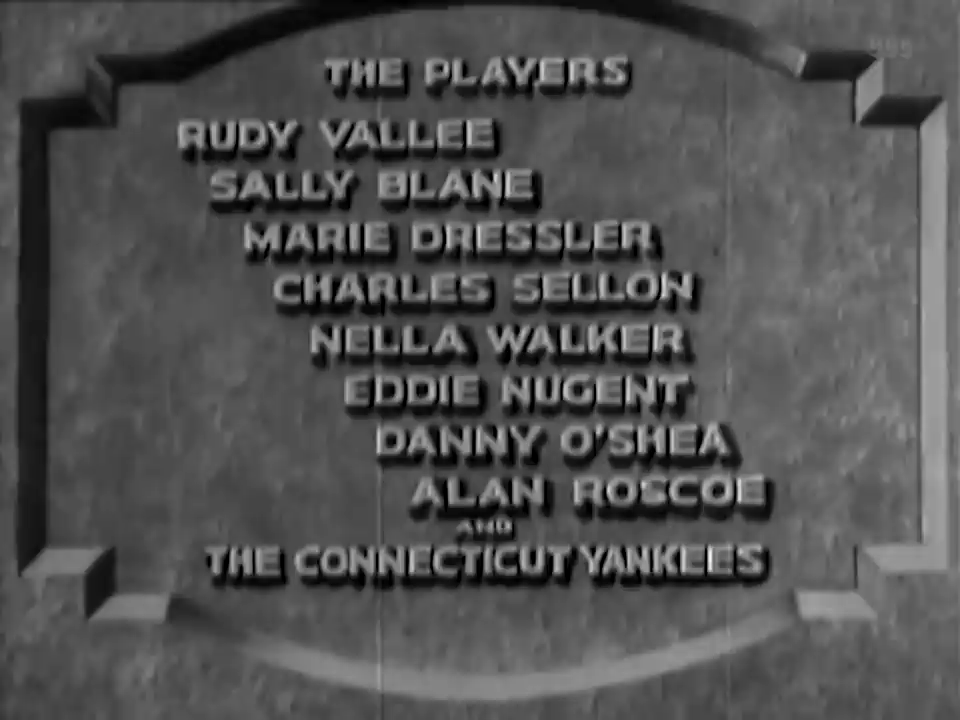 THE PLAYERS
RUDY VALLEE
SALLY BLANE
MARIE DRESSLER
CHARLES SELLON
NELLA WALKER
EDDIE NUGENT
DANNY O'SHEA
ALAN ROSCOE
AND
THE CONNECTICUT YANKEES